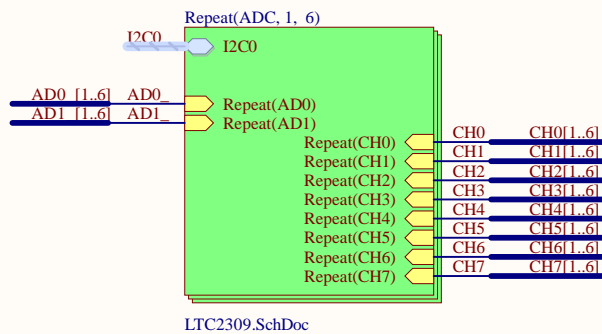 Repeat(ADC, 1, 6)
I2C0 I2C0
AD0_[1..6] AD0_ Repeat(AD0)
AD1_[1..6] AD1_ Repeat(AD1)
Repeat(CH0) CH0 CH0[1..6]
Repeat(CH1) CH1 CH1[1..6]
Repeat(CH2) CH2 CH2[1..6]
Repeat(CH3) CH3 CH3[1..6]
Repeat(CH4) CH4 CH4[1..6]
Repeat(CH5) CH5 CH5[1..6]
Repeat(CH6) CH6 CH6[1..6]
Repeat(CH7) CH7 CH7[1..6]
LTC2309.SchDoc